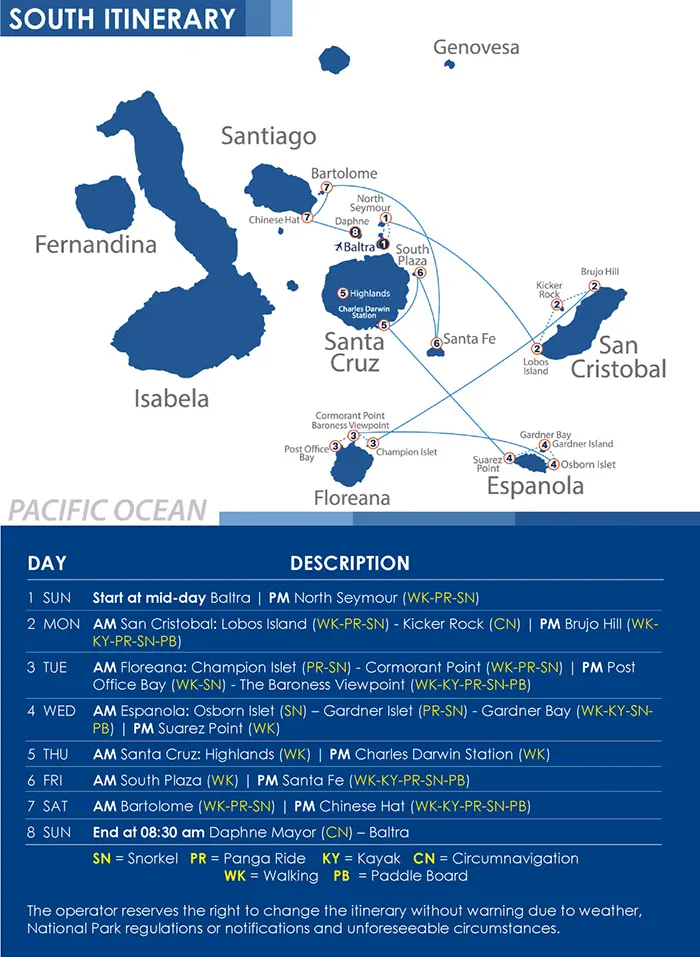 SOUTH ITINERARY
Genovesa
Santiago
Bartolome
7
North
Seymour
1
Chinese Hat
7
Daphne
8
Fernandina
Baltra
1
South
Plaza
6
Brujo Hill
2
Kicker
Rock
2
5 Highlands
Charles Darwin
Station
5
Santa
Cruz
6
Santa Fe
2
Lobos
Island
San
Cristobal
Isabela
Cormorant Point
Baroness Viewpoint
3
Post Office
Bay
3
3
Champion Islet
Floreana
Gardner Bay
4
Gardner Island
Suarez
Point
4
4
Osborn Islet
Espanola
PACIFIC OCEAN
DAY DESCRIPTION
1 SUN Start at mid-day Baltra | PM North Seymour (WK-PR-SN)
2 MON AM San Cristobal: Lobos Island (WK-PR-SN) - Kicker Rock (CN) | PM Brujo Hill (WK-
KY-PR-SN-PB)
3 TUE AM Floreana: Champion Islet (PR-SN) - Cormorant Point (WK-PR-SN) | PM Post
Office Bay (WK-SN) - The Baroness Viewpoint (WK-KY-PR-SN-PB)
4 WED AM Espanola: Osborn Islet (SN) – Gardner Islet (PR-SN) - Gardner Bay (WK-KY-SN-
PB) | PM Suarez Point (WK)
5 THU AM Santa Cruz: Highlands (WK) | PM Charles Darwin Station (WK)
6 FRI AM South Plaza (WK) | PM Santa Fe (WK-KY-PR-SN-PB)
7 SAT AM Bartolome (WK-PR-SN) | PM Chinese Hat (WK-KY-PR-SN-PB)
8 SUN End at 08:30 am Daphne Mayor (CN) – Baltra
SN = Snorkel PR = Panga Ride KY = Kayak CN = Circumnavigation
WK = Walking PB = Paddle Board
The operator reserves the right to change the itinerary without warning due to weather,
National Park regulations or notifications and unforeseeable circumstances.